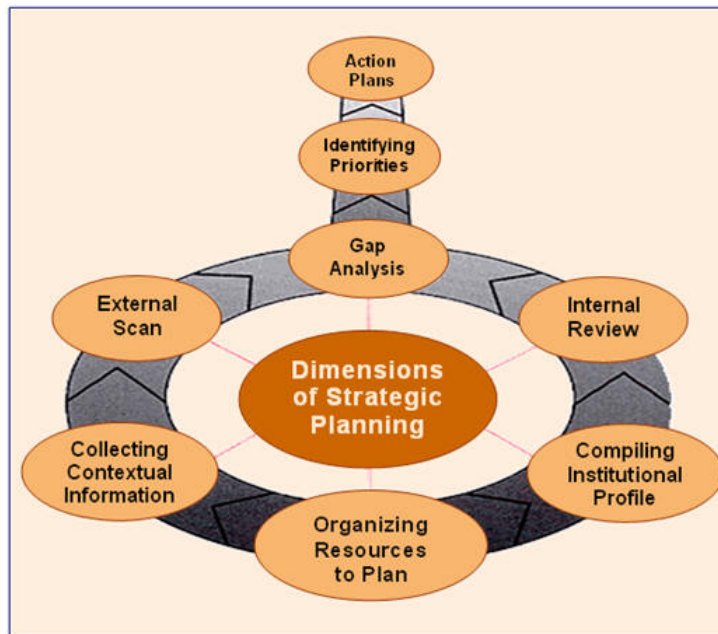 Action
Plans
Identifying
Priorities
Gap
Analysis
External
Scan
Internal
Review
Dimensions
of Strategic
Planning
Collecting
Contextual
Information
Compiling
Institutional
Profile
Organizing
Resources
to Plan